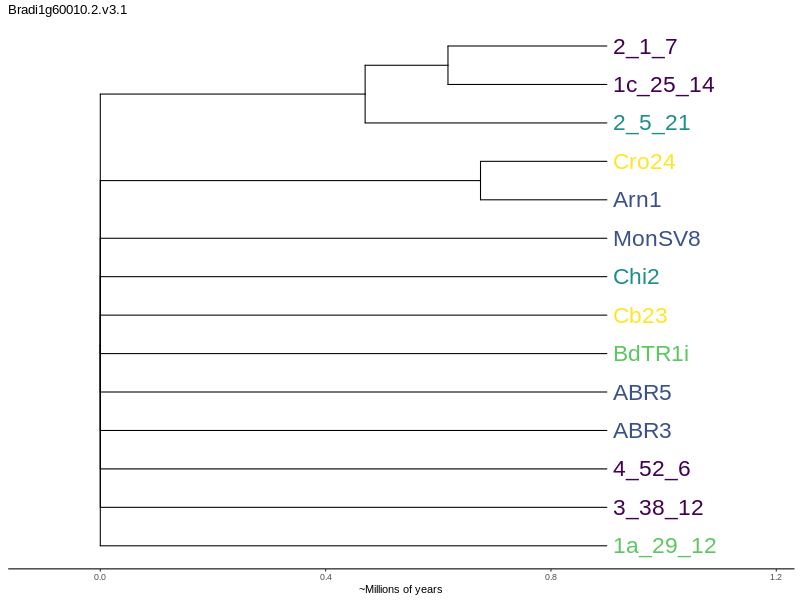 Bradi1g60010.2.v3.1
2_1_7
1c_25_14
2_5_21
Cro24
Arn1
MonSV8
Chi2
Cb23
BdTR1i
ABR5
ABR3
4_52_6
3_38_12
1a_29_12
0.0 0.4 0.8 1.2
~Millions of years